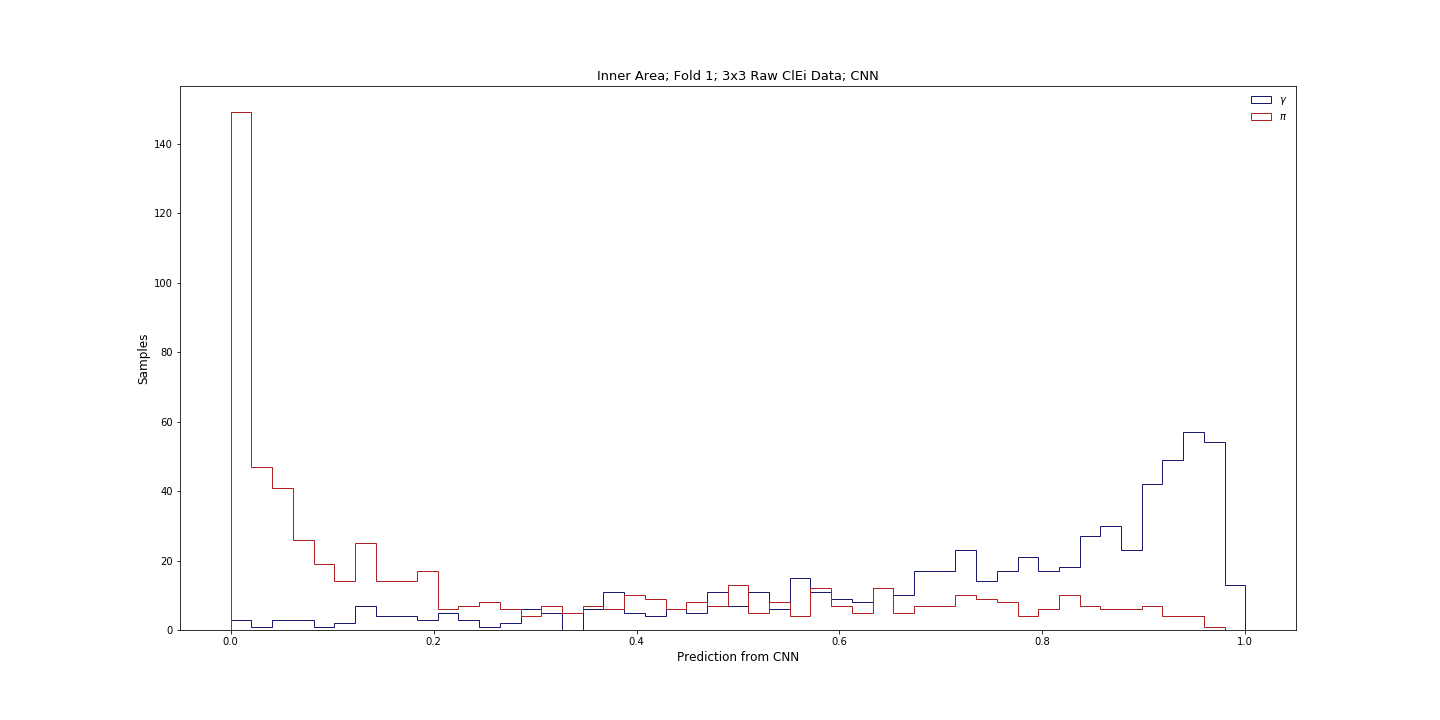 Inner Area; Fold 1; 3x3 Raw ClEi Data; CNN
γ
π
Samples
140
120
100
80
60
40
20
0
0.0 0.2 0.4 0.6 0.8 1.0
Prediction from CNN